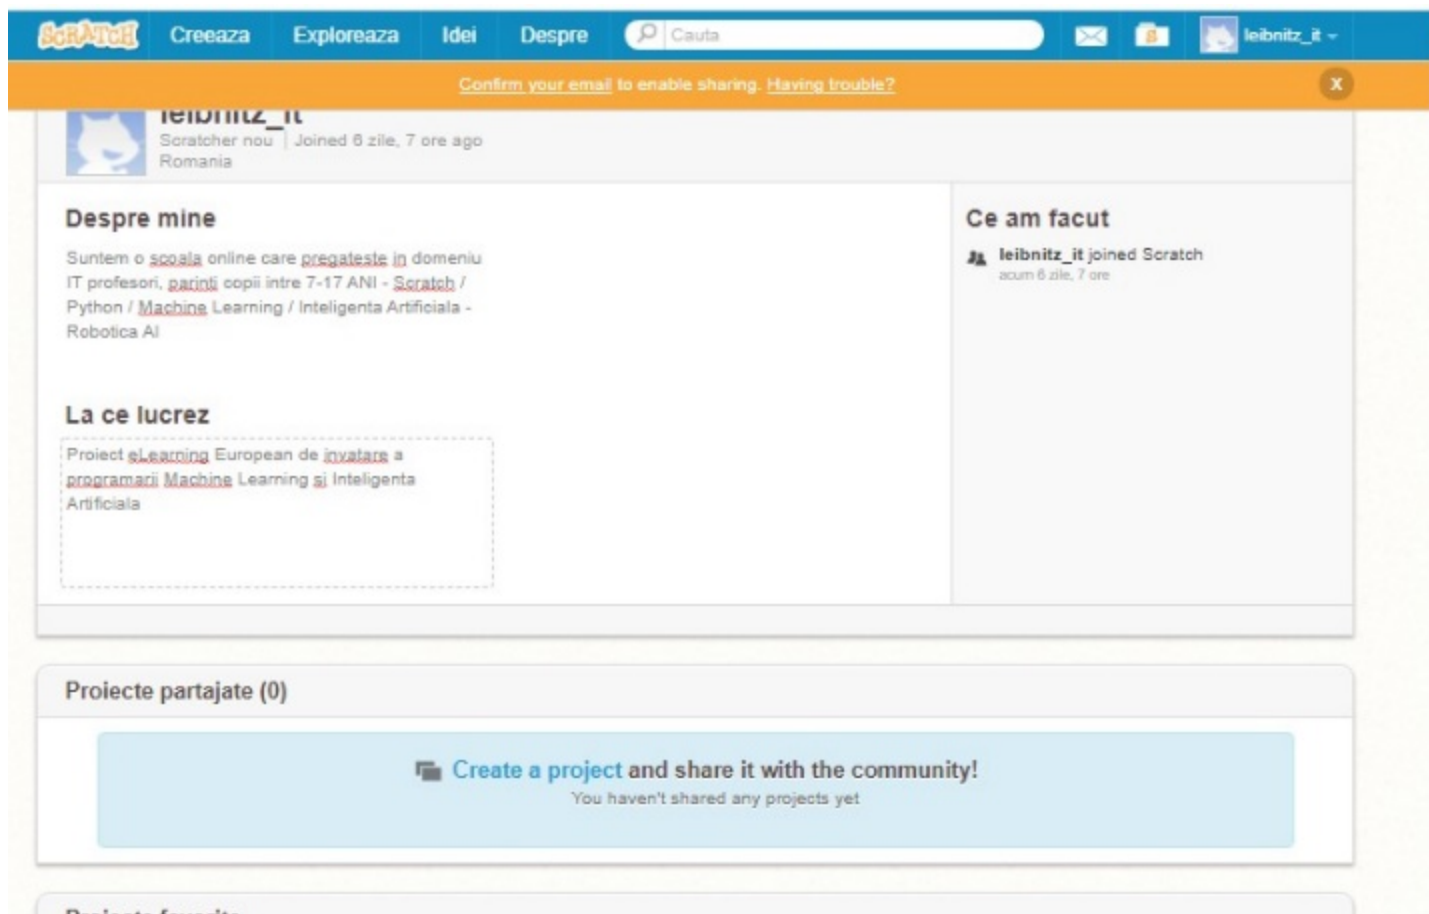 SCRATCH Creeaza Exploreaza Idei Despre Cauta leibnitz_it
Confirm your email to enable sharing. Having trouble? X
leibnitz_it
Scratcher nou Joined 6 zile, 7 ore ago
Romania
Despre mine
Suntem o scoala online care pregateste in domeniu
IT profesori, parinti copii intre 7-17 ANI - Scratch /
Python / Machine Learning / Inteligenta Artificiala -
Robotica AI
La ce lucrez
Proiect eLearning European de invatare a
programarii Machine Learning si Inteligenta
Artificiala
Ce am facut
leibnitz_it joined Scratch
acum 6 zile, 7 ore
Proiecte partajate (0)
Create a project and share it with the community!
You haven't shared any projects yet